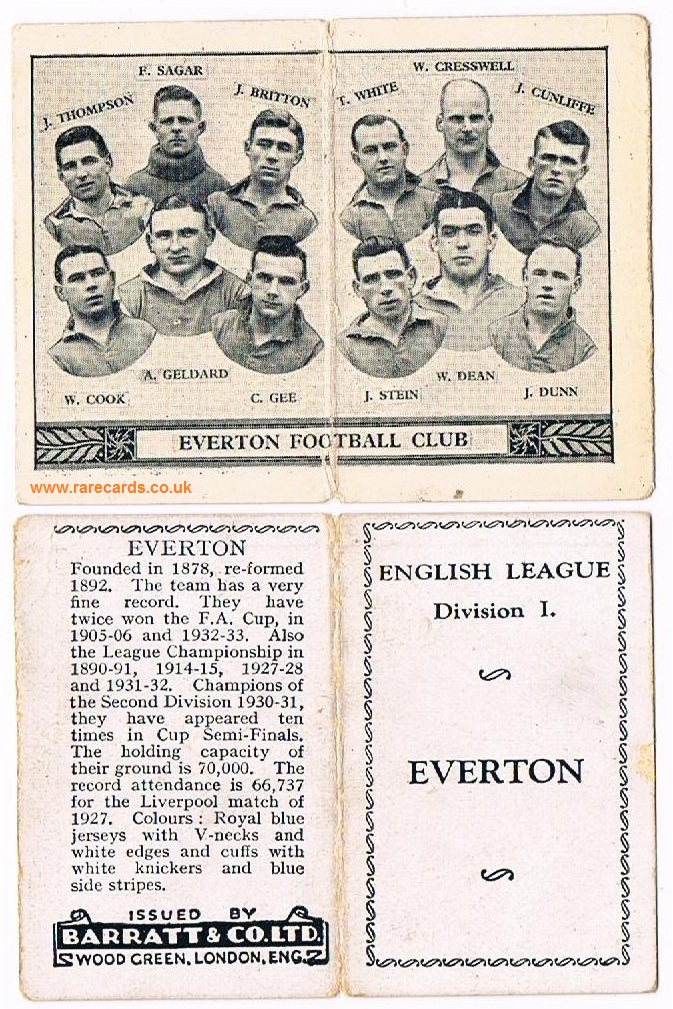 F. SAGAR
J. THOMPSON
J. BRITTON
W. COOK
A. GELDARD
C. GEE
W. CRESSWELL
T. WHITE
J. CUNLIFFE
J. STEIN
W. DEAN
J. DUNN
EVERTON FOOTBALL CLUB
www.rarecards.co.uk
EVERTON
Founded in 1878, re-formed
1892. The team has a very
fine record. They have
twice won the F.A. Cup, in
1905-06 and 1932-33. Also
the League Championship in
1890-91, 1914-15, 1927-28
and 1931-32. Champions of
the Second Division 1930-31,
they have appeared ten
times in Cup Semi-Finals.
The holding capacity of
their ground is 70,000. The
record attendance is 66,737
for the Liverpool match of
1927. Colours : Royal blue
jerseys with V-necks and
white edges and cuffs with
white knickers and blue
side stripes.
ISSUED BY
BARRATT & CO. LTD.
WOOD GREEN, LONDON, ENG.
ENGLISH LEAGUE
Division I.
EVERTON